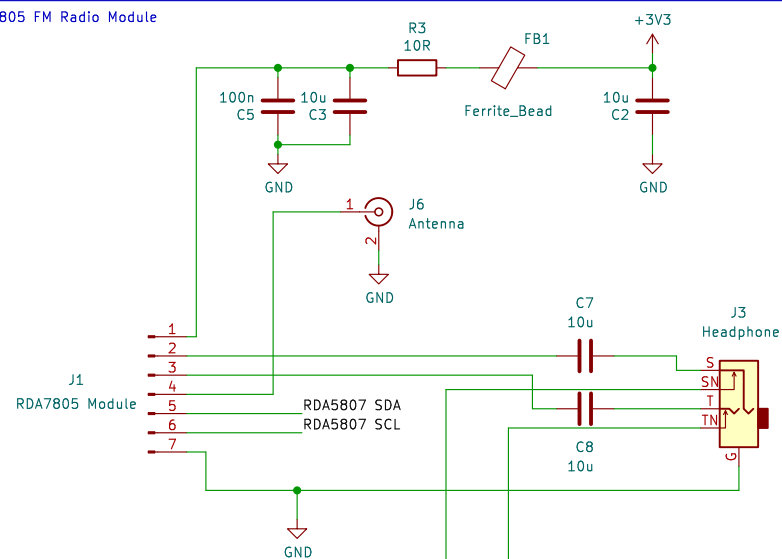 805 FM Radio Module
+3V3
R3
10R
FB1
Ferrite_Bead
100n
C5
10u
C3
10u
C2
GND
GND
1
J6
Antenna
2
GND
C7
10u
J3
Headphone
J1
RDA7805 Module
1
2
3
4
5
6
7
RDA5807 SDA
RDA5807 SCL
S
SN
T
TN
G
C8
10u
GND